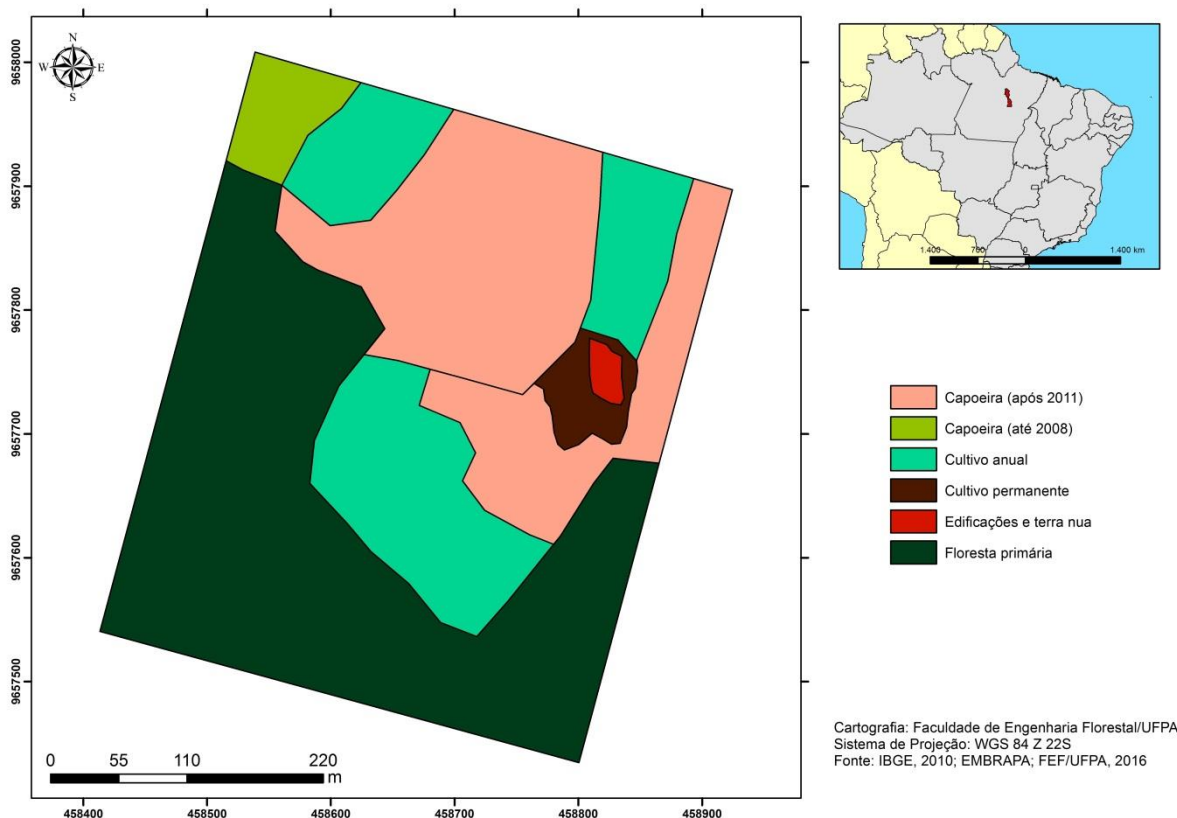 N
W E
S
9658000
9657900
9657800
9657700
9657600
9657500
0 55 110 220
m
458400 458500 458600 458700 458800 458900
1.400 700 0 1.400 km
Capoeira (após 2011)
Capoeira (até 2008)
Cultivo anual
Cultivo permanente
Edificações e terra nua
Floresta primária
Cartografia: Faculdade de Engenharia Florestal/UFPA
Sistema de Projeção: WGS 84 Z 22S
Fonte: IBGE, 2010; EMBRAPA; FEF/UFPA, 2016